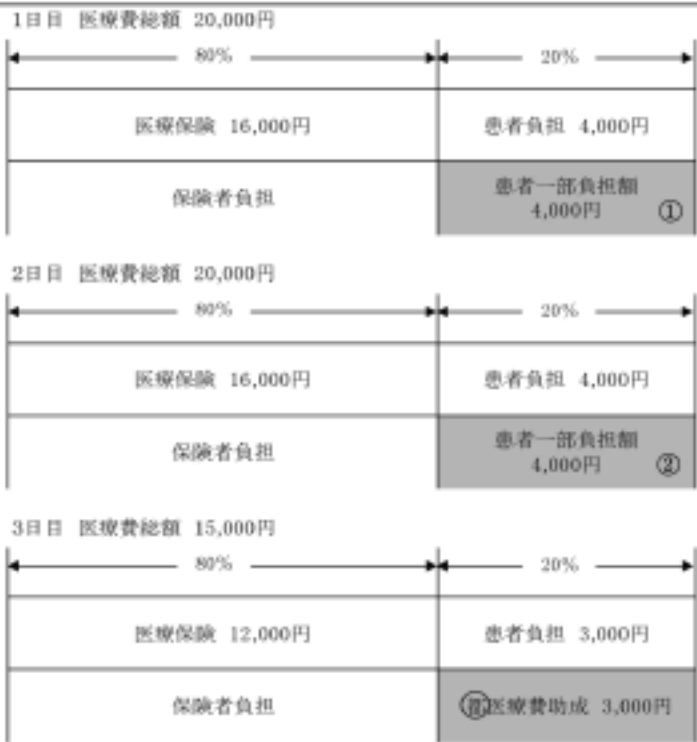 1日目 医療費総額 20,000円
80% 20%
医療保険 16,000円 患者負担 4,000円
保険者負担 患者一部負担額
4,000円 ①
2日目 医療費総額 20,000円
80% 20%
医療保険 16,000円 患者負担 4,000円
保険者負担 患者一部負担額
4,000円 ②
3日目 医療費総額 15,000円
80% 20%
医療保険 12,000円 患者負担 3,000円
保険者負担 医療費助成 3,000円